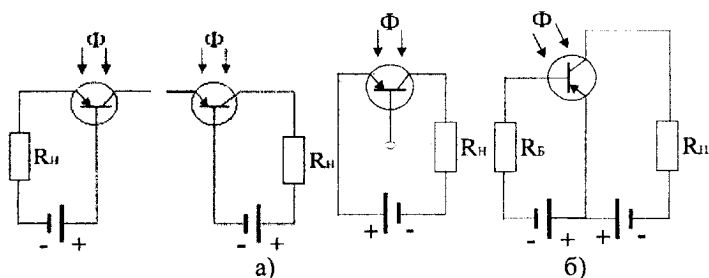 Ф Ф Ф Ф
Rн Rн Rн RБ Rн
- + - + + - - + + -
а) б)